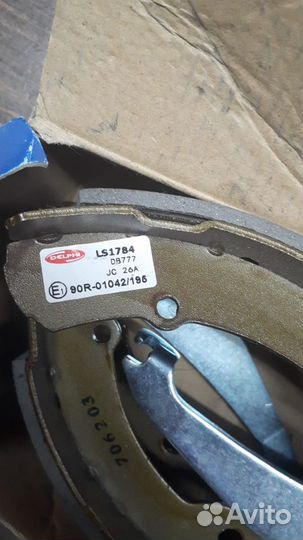 DELPHI
LS1784
DB777
JC 26A
E1 90R-01042/195
706203
Avito